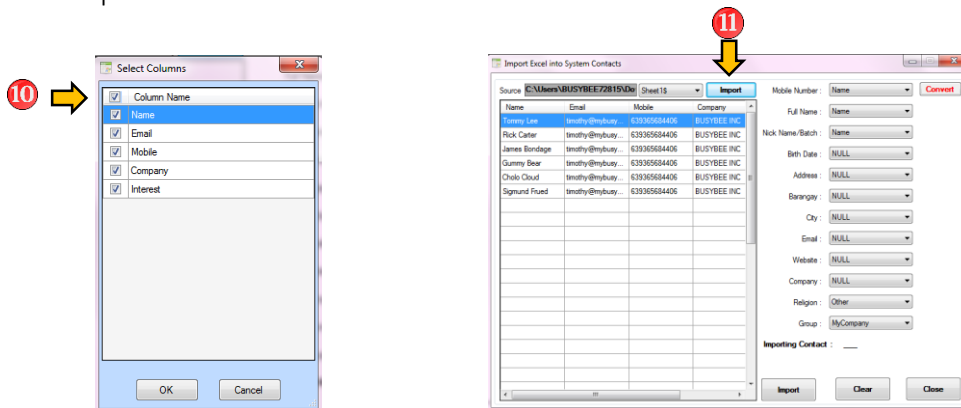 11
10
Select Columns
Column Name
Name
Email
Mobile
Company
Interest
OK Cancel
Import Excel into System Contacts
Source C:\Users\BUSYBEE72815\Do Sheet1$ Import
Name Email Mobile Company
Tommy Lee timothy@mybusy... 639365684406 BUSYBEE INC
Rick Carter timothy@mybusy... 639365684406 BUSYBEE INC
James Bondage timothy@mybusy... 639365684406 BUSYBEE INC
Gummy Bear timothy@mybusy... 639365684406 BUSYBEE INC
Cholo Cloud timothy@mybusy... 639365684406 BUSYBEE INC
Sigmund Frued timothy@mybusy... 639365684406 BUSYBEE INC
Mobile Number : Name Convert
Full Name : Name
Nick Name/Batch : Name
Birth Date : NULL
Address : NULL
Barangay : NULL
City : NULL
Email : NULL
Website : NULL
Company : NULL
Religion : Other
Group : MyCompany
Importing Contact : ___
Import Clear Close